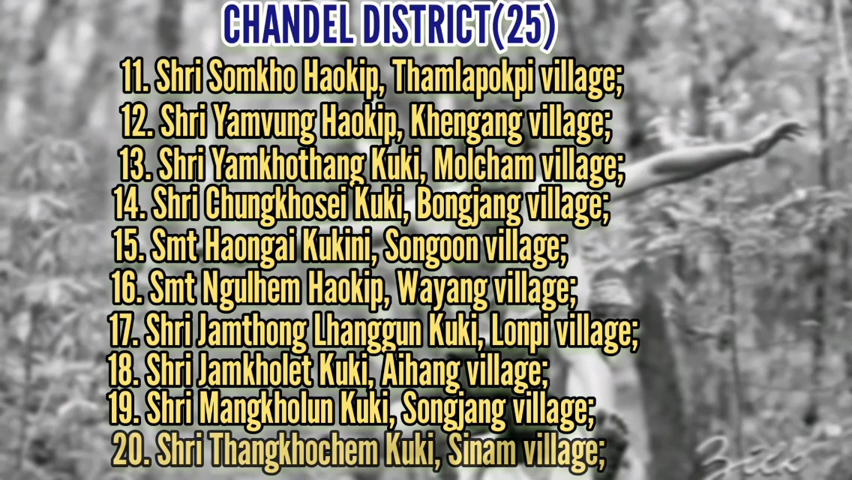 CHANDEL DISTRICT(25)
11. Shri Somkho Haokip, Thamlapokpi village;
12. Shri Yamvung Haokip, Khengang village;
13. Shri Yamkhothang Kuki, Molcham village;
14. Shri Chungkhosei Kuki, Bongjang village;
15. Smt Haongai Kukini, Songoon village;
16. Smt Ngulhem Haokip, Wayang village;
17. Shri Jamthong Lhanggun Kuki, Lonpi village;
18. Shri Jamkholet Kuki, Aihang village;
19. Shri Mangkholun Kuki, Songjang village;
20. Shri Thangkhochem Kuki, Sinam village;